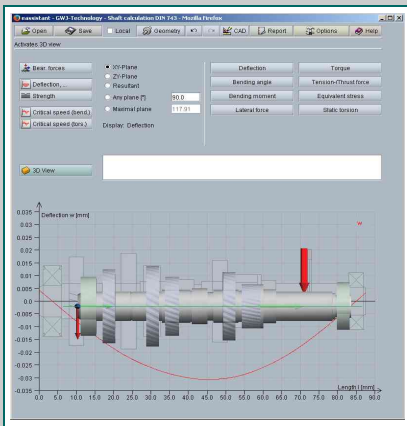 eassistant - GWJ-Technology - Shaft calculation DIN 743 - Mozilla Firefox
Open Save Local Geometry CAD Report Options Help
Activates 3D view
Bear. forces
Deflection,...
Strength
Critical speed (bend.)
Critical speed (tors.)
XY-Plane
ZY-Plane
Resultant
Any plane [°] 90.0
Maximal plane 117.91
Display: Deflection
Deflection Torque
Bending angle Tension-/Thrust force
Bending moment Equivalent stress
Lateral force Static torsion
3D View
Deflection w [mm]
w
0.035
0.03
0.025
0.02
0.015
0.01
0.005
0.0
-0.005
-0.01
-0.015
-0.02
-0.025
-0.03
-0.035
Length l [mm]
0.0 5.0 10.0 15.0 20.0 25.0 30.0 35.0 40.0 45.0 50.0 55.0 60.0 65.0 70.0 75.0 80.0 85.0 90.0